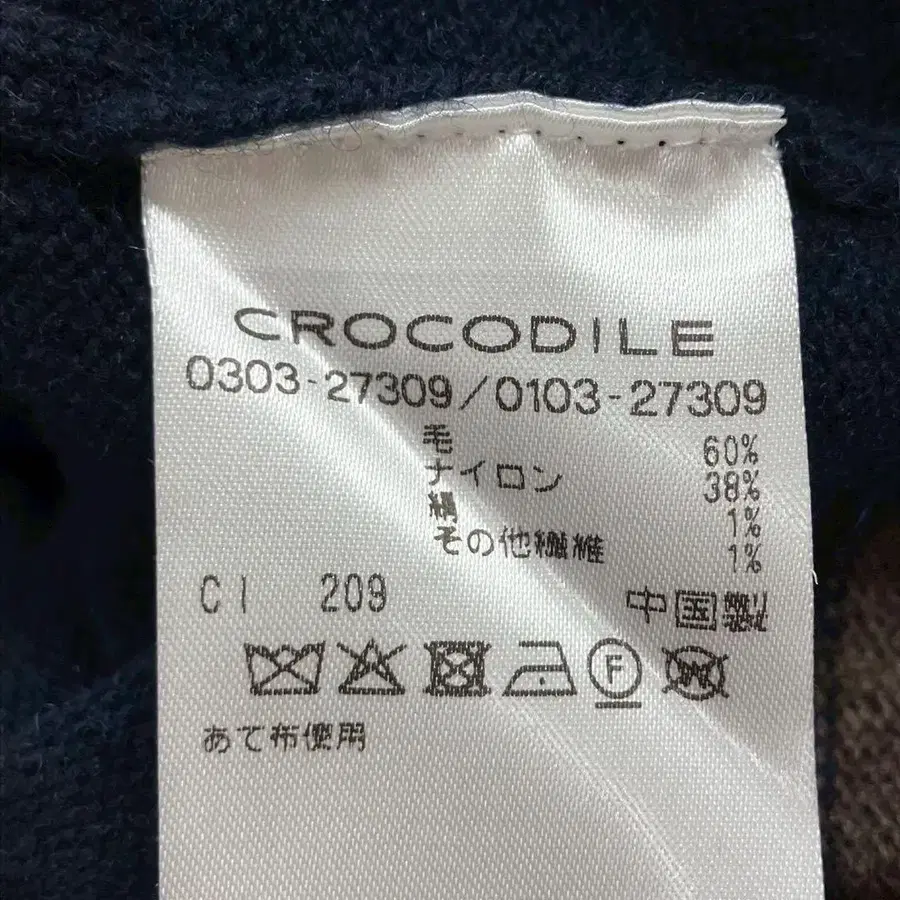 CROCODILE
0303-27309/0103-27309
毛 60%
ナイロン 38%
絹 1%
その他繊維 1%
CI 209 中国製
F W
あて布使用